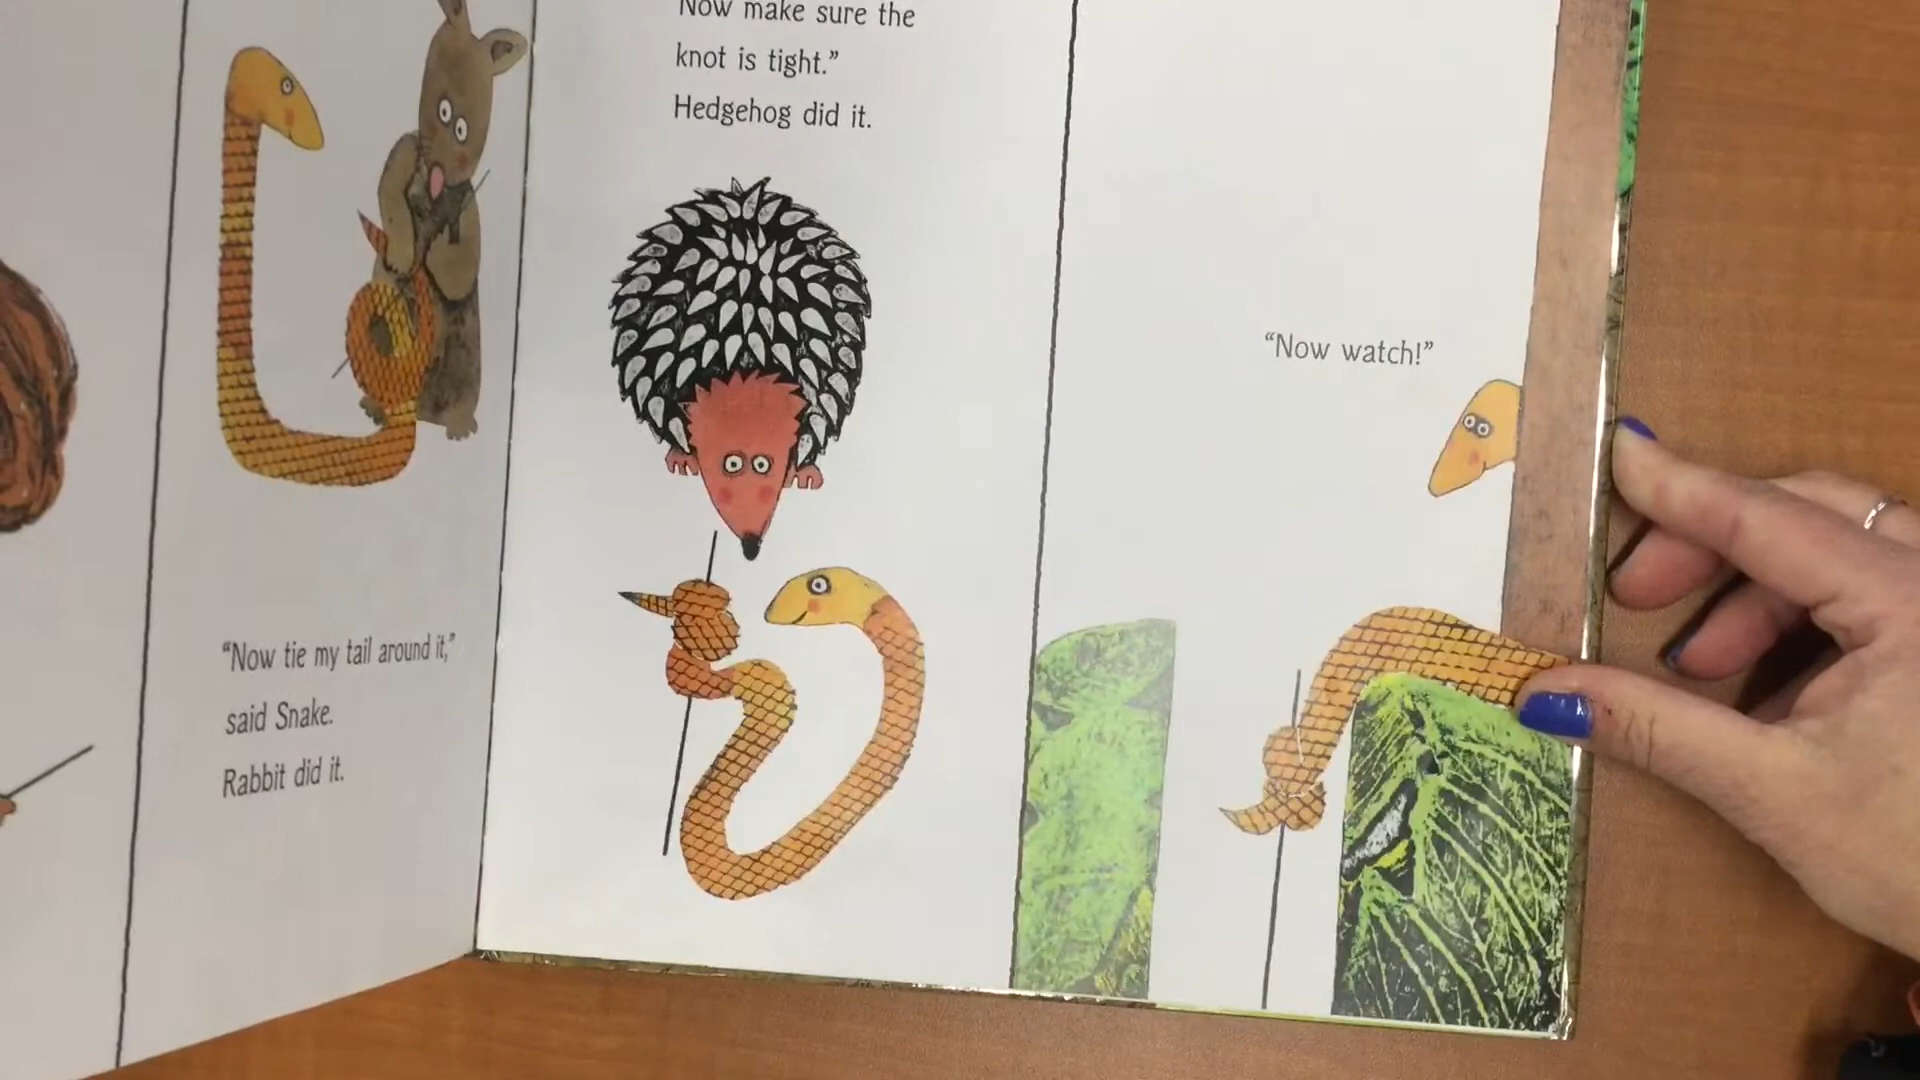 “Now tie my tail around it,”
said Snake.
Rabbit did it.
Now make sure the
knot is tight.”
Hedgehog did it.
“Now watch!”